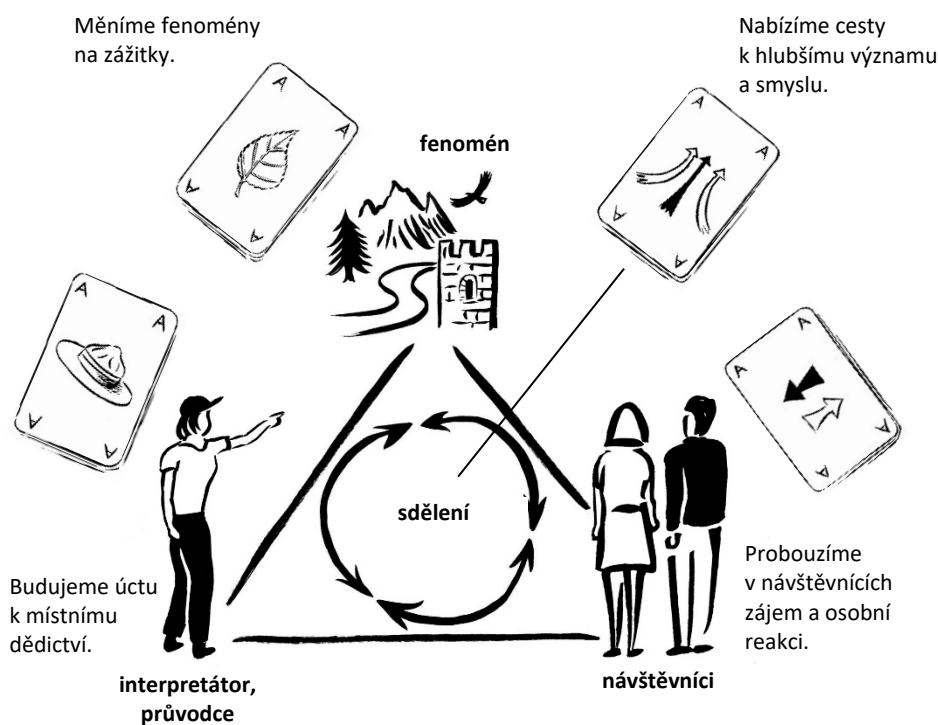 Měníme fenomény
na zážitky.
Nabízíme cesty
k hlubšímu významu
a smyslu.
A
A
A
A
fenomén
A
A
A
A
A
A
A
A
A
A
A
A
sdělení
Budujeme úctu
k místnímu
dědictví.
Probouzíme
v návštěvnících
zájem a osobní
reakci.
interpretátor,
průvodce
návštěvníci